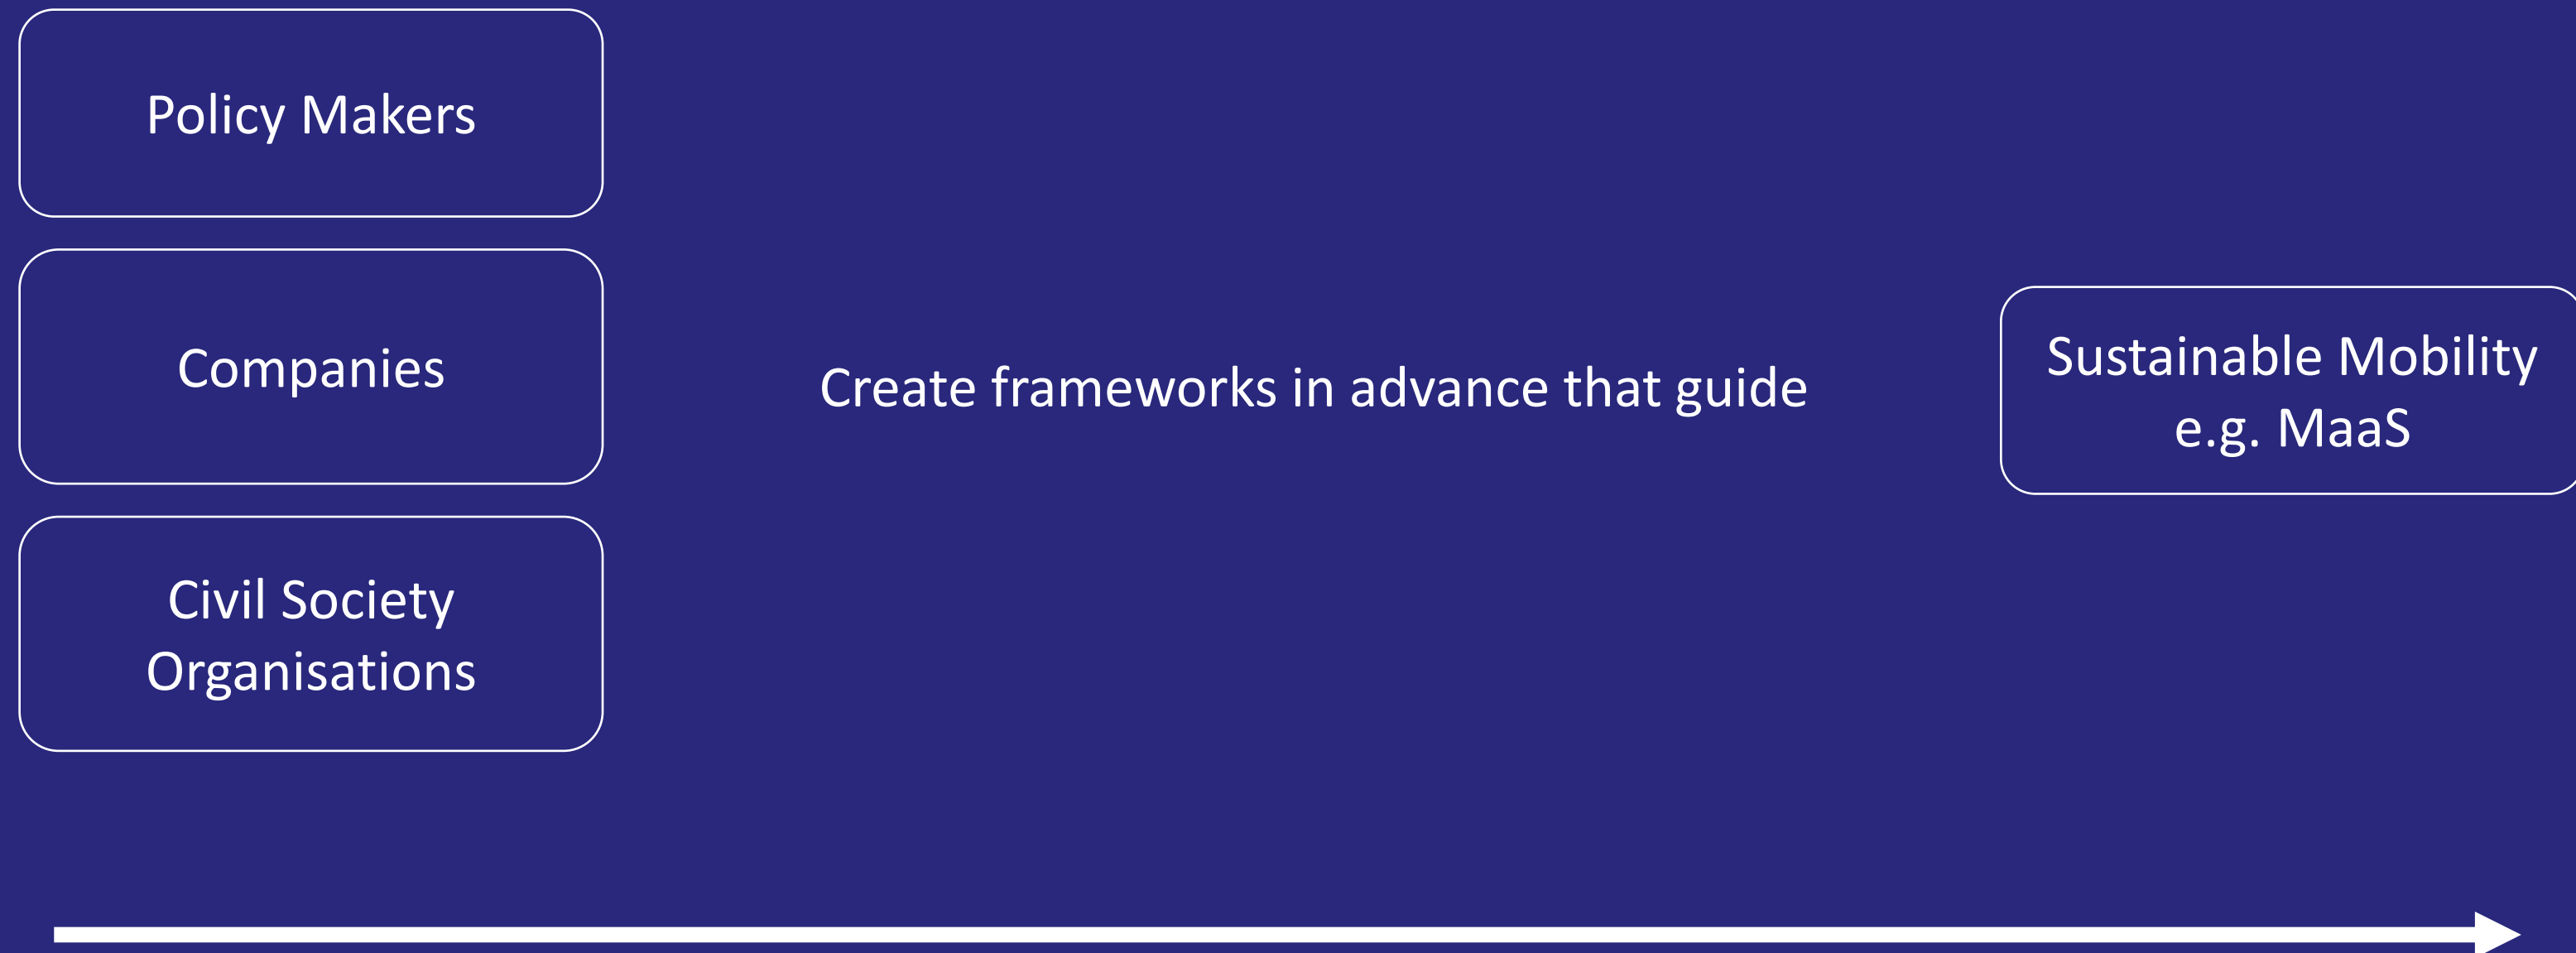 Policy Makers
Companies
Civil Society
Organisations
Create frameworks in advance that guide
Sustainable Mobility
e.g. MaaS